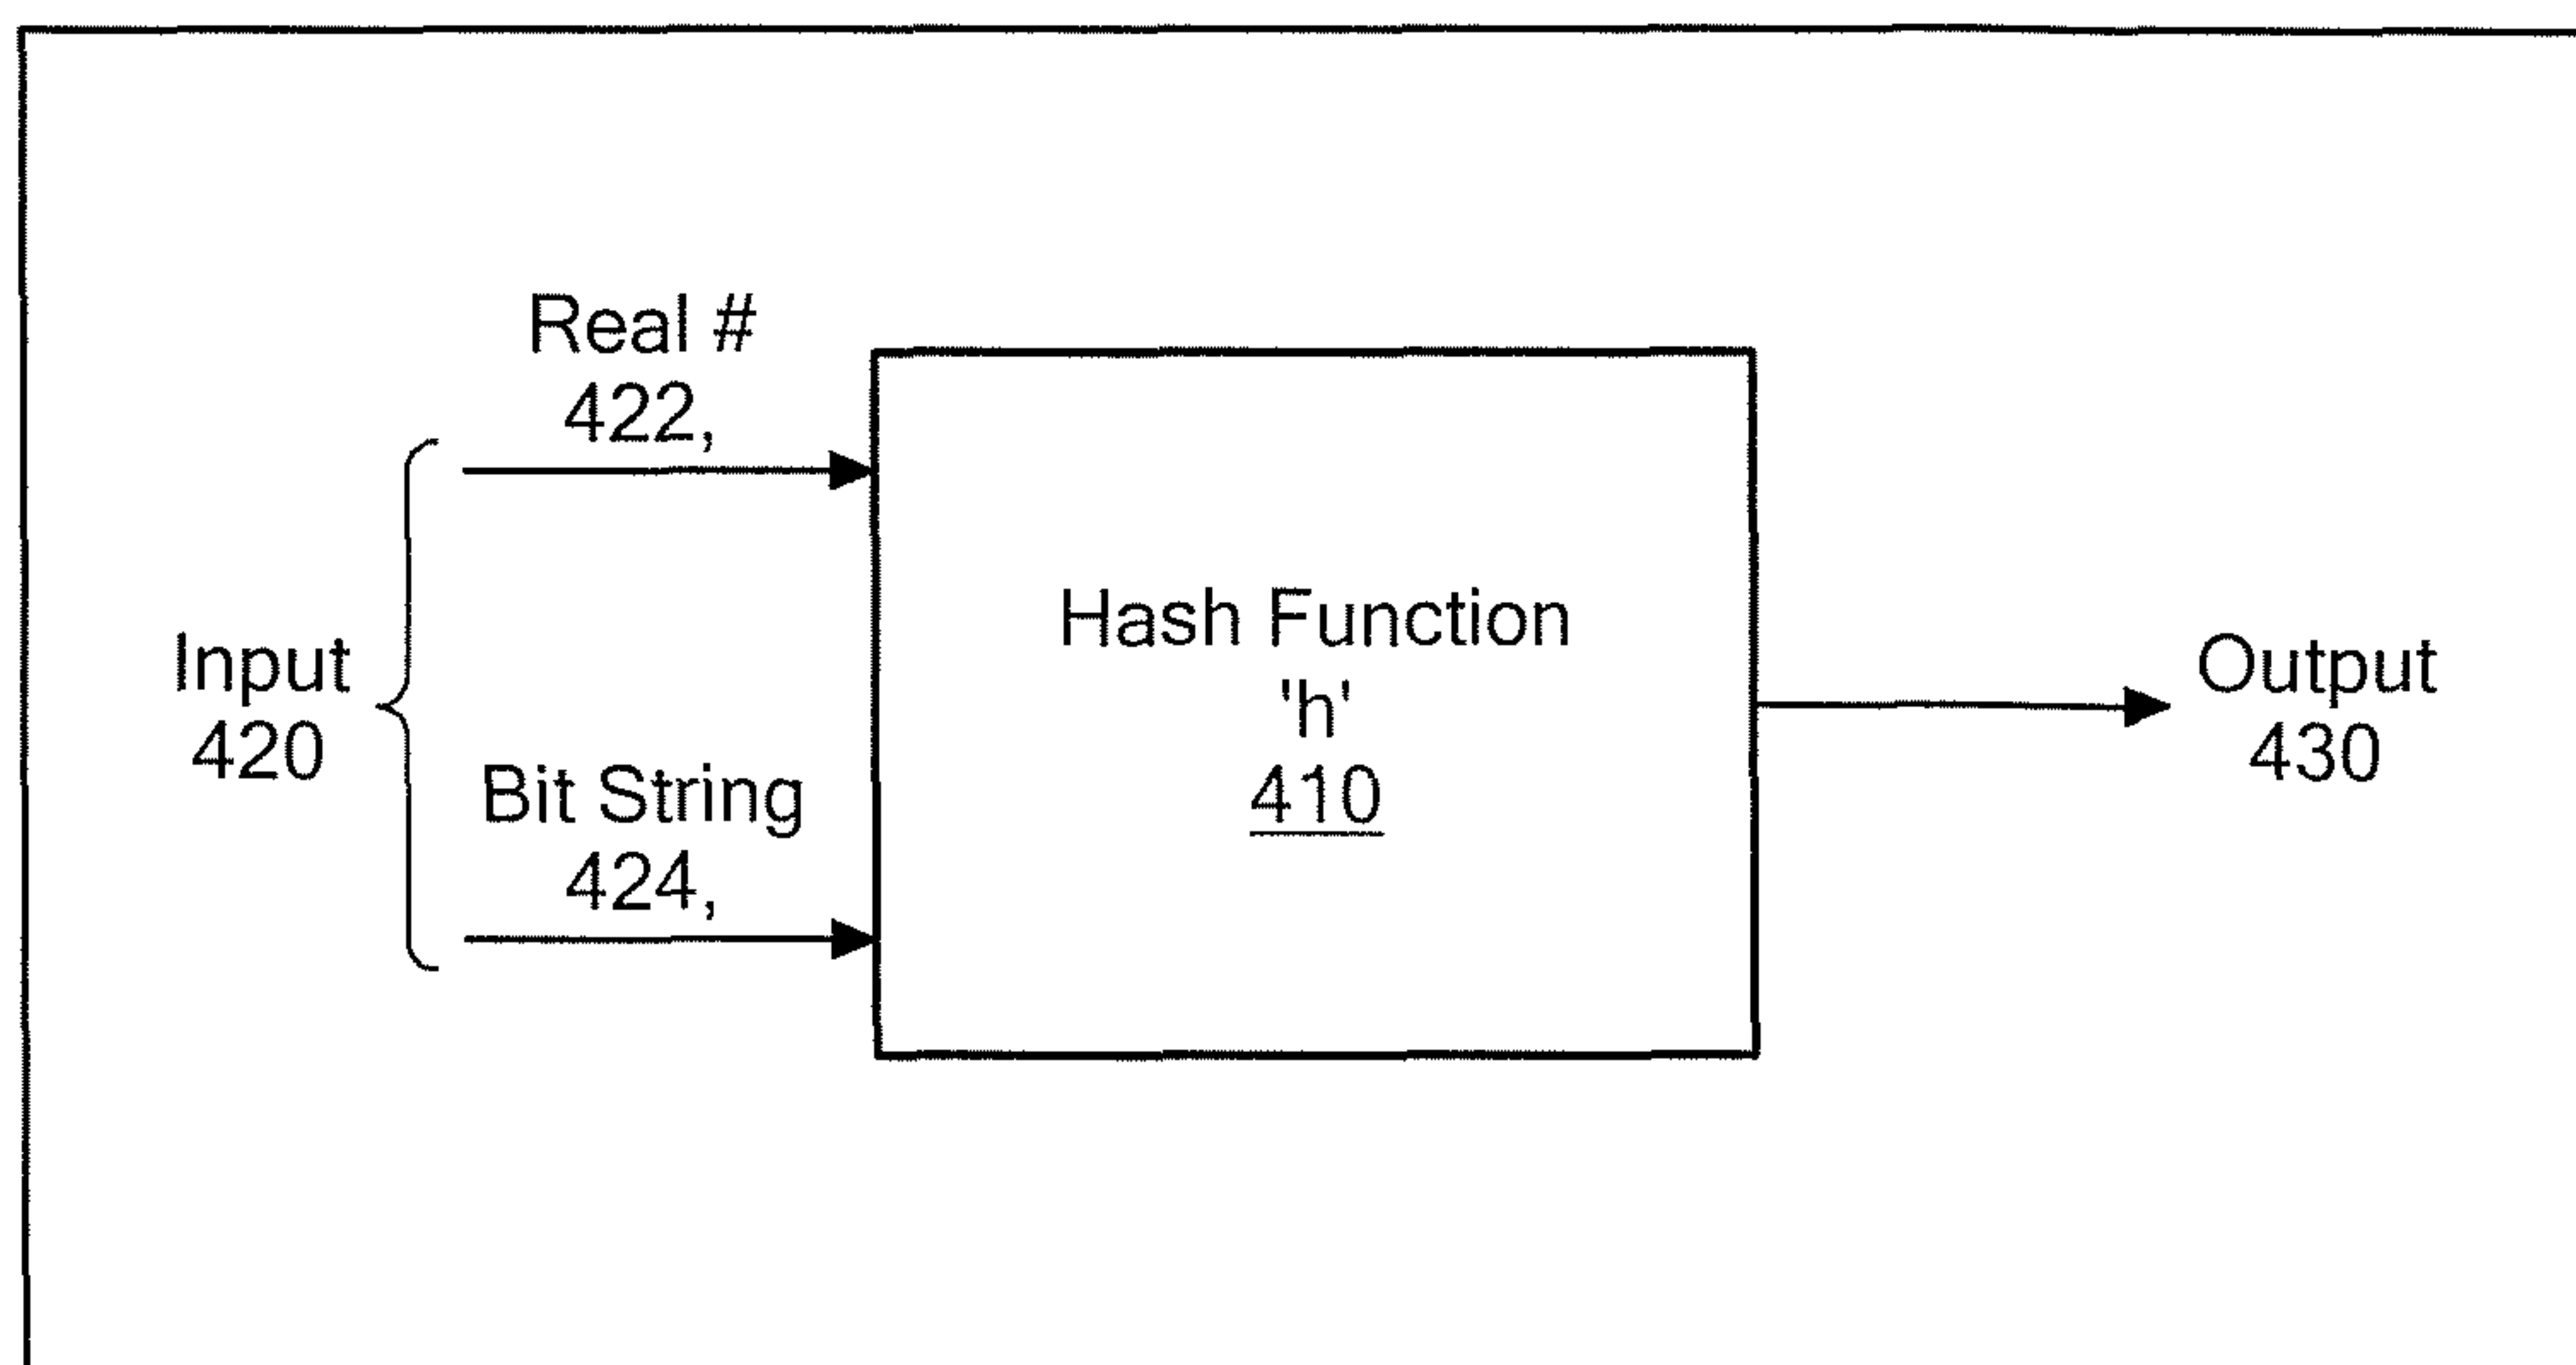 Real #
422,
Input
420
Bit String
424,
Hash Function
'h'
410
Output
430